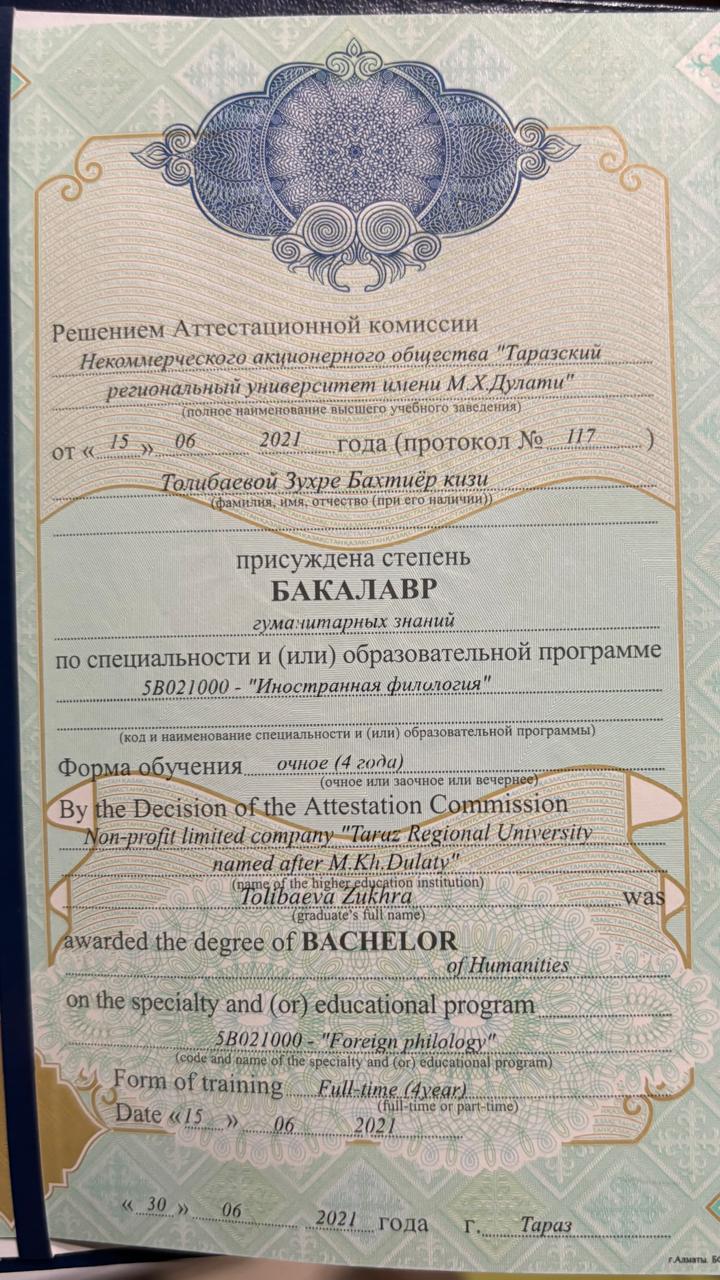 Решением Аттестационной комиссии
Некоммерческого акционерного общества "Таразский
региональный университет имени М.Х.Дулати"
(полное наименование высшего учебного заведения)
от « 15 » 06 2021 года (протокол № 117 )
Толибаевой Зухре Бахтиёр кизи
(фамилия, имя, отчество (при его наличии))
присуждена степень
БАКАЛАВР
гуманитарных знаний
по специальности и (или) образовательной программе
5В021000 - "Иностранная филология"
(код и наименование специальности и (или) образовательной программы)
Форма обучения очное (4 года)
(очное или заочное или вечернее)
By the Decision of the Attestation Commission
Non-profit limited company "Taraz Regional University
named after M.Kh.Dulaty"
(name of the higher education institution)
Tolibaeva Zukhra was
(graduate's full name)
awarded the degree of BACHELOR
of Humanities
on the specialty and (or) educational program
5B021000 - "Foreign philology"
(code and name of the specialty and (or) educational program)
Form of training Full-time (4year)
(full-time or part-time)
Date «15 » 06 2021
« 30 » 06 2021 года г. Тараз
г.Алматы.